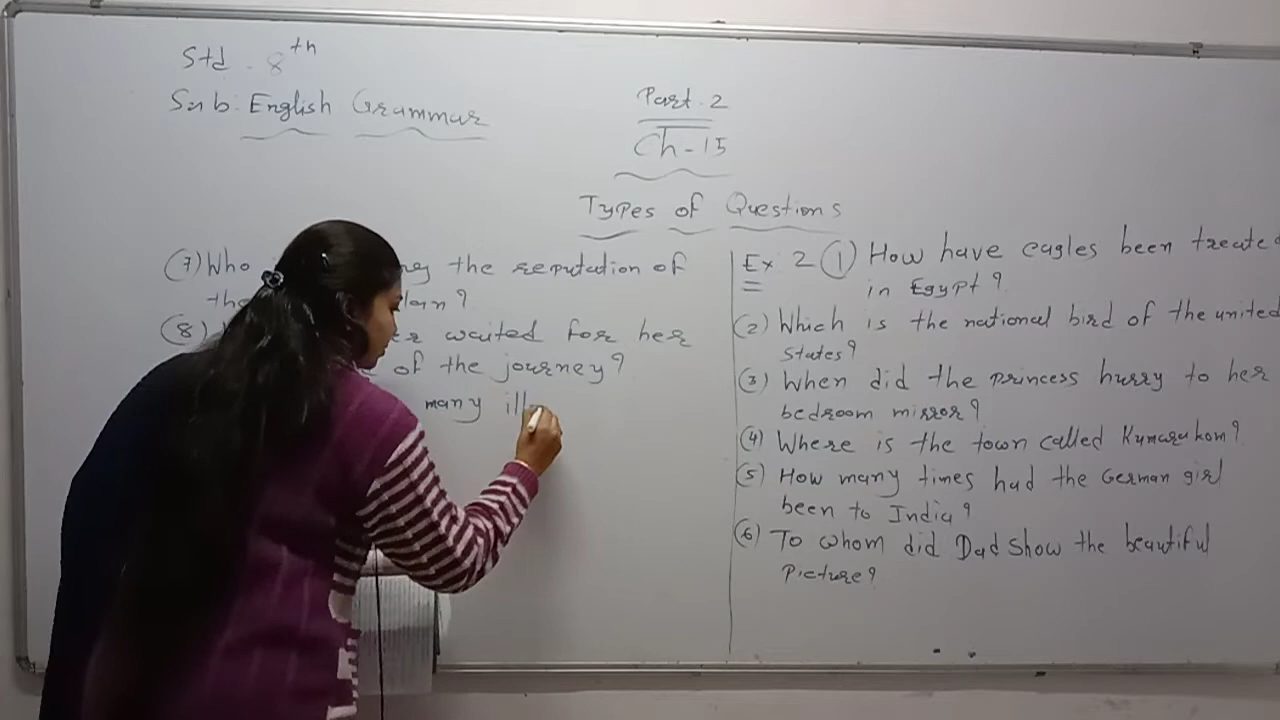 Std - 8th
Sub: English Grammar
Part. 2
Ch - 15
Types of Questions
(7) Who the reputation of
the ?
(8) waited for her
of the journey?
many
Ex 2 (1) How have eagles been treated
in Egypt?
(2) Which is the national bird of the united
states?
(3) When did the princess hurry to her
bedroom mirror?
(4) Where is the town called Kumarakom?
(5) How many times had the German girl
been to India?
(6) To whom did Dad show the beautiful
Picture?